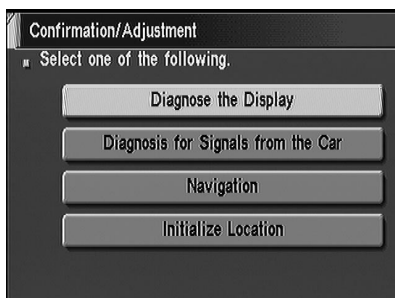 Confirmation/Adjustment
Select one of the following.
Diagnose the Display
Diagnosis for Signals from the Car
Navigation
Initialize Location